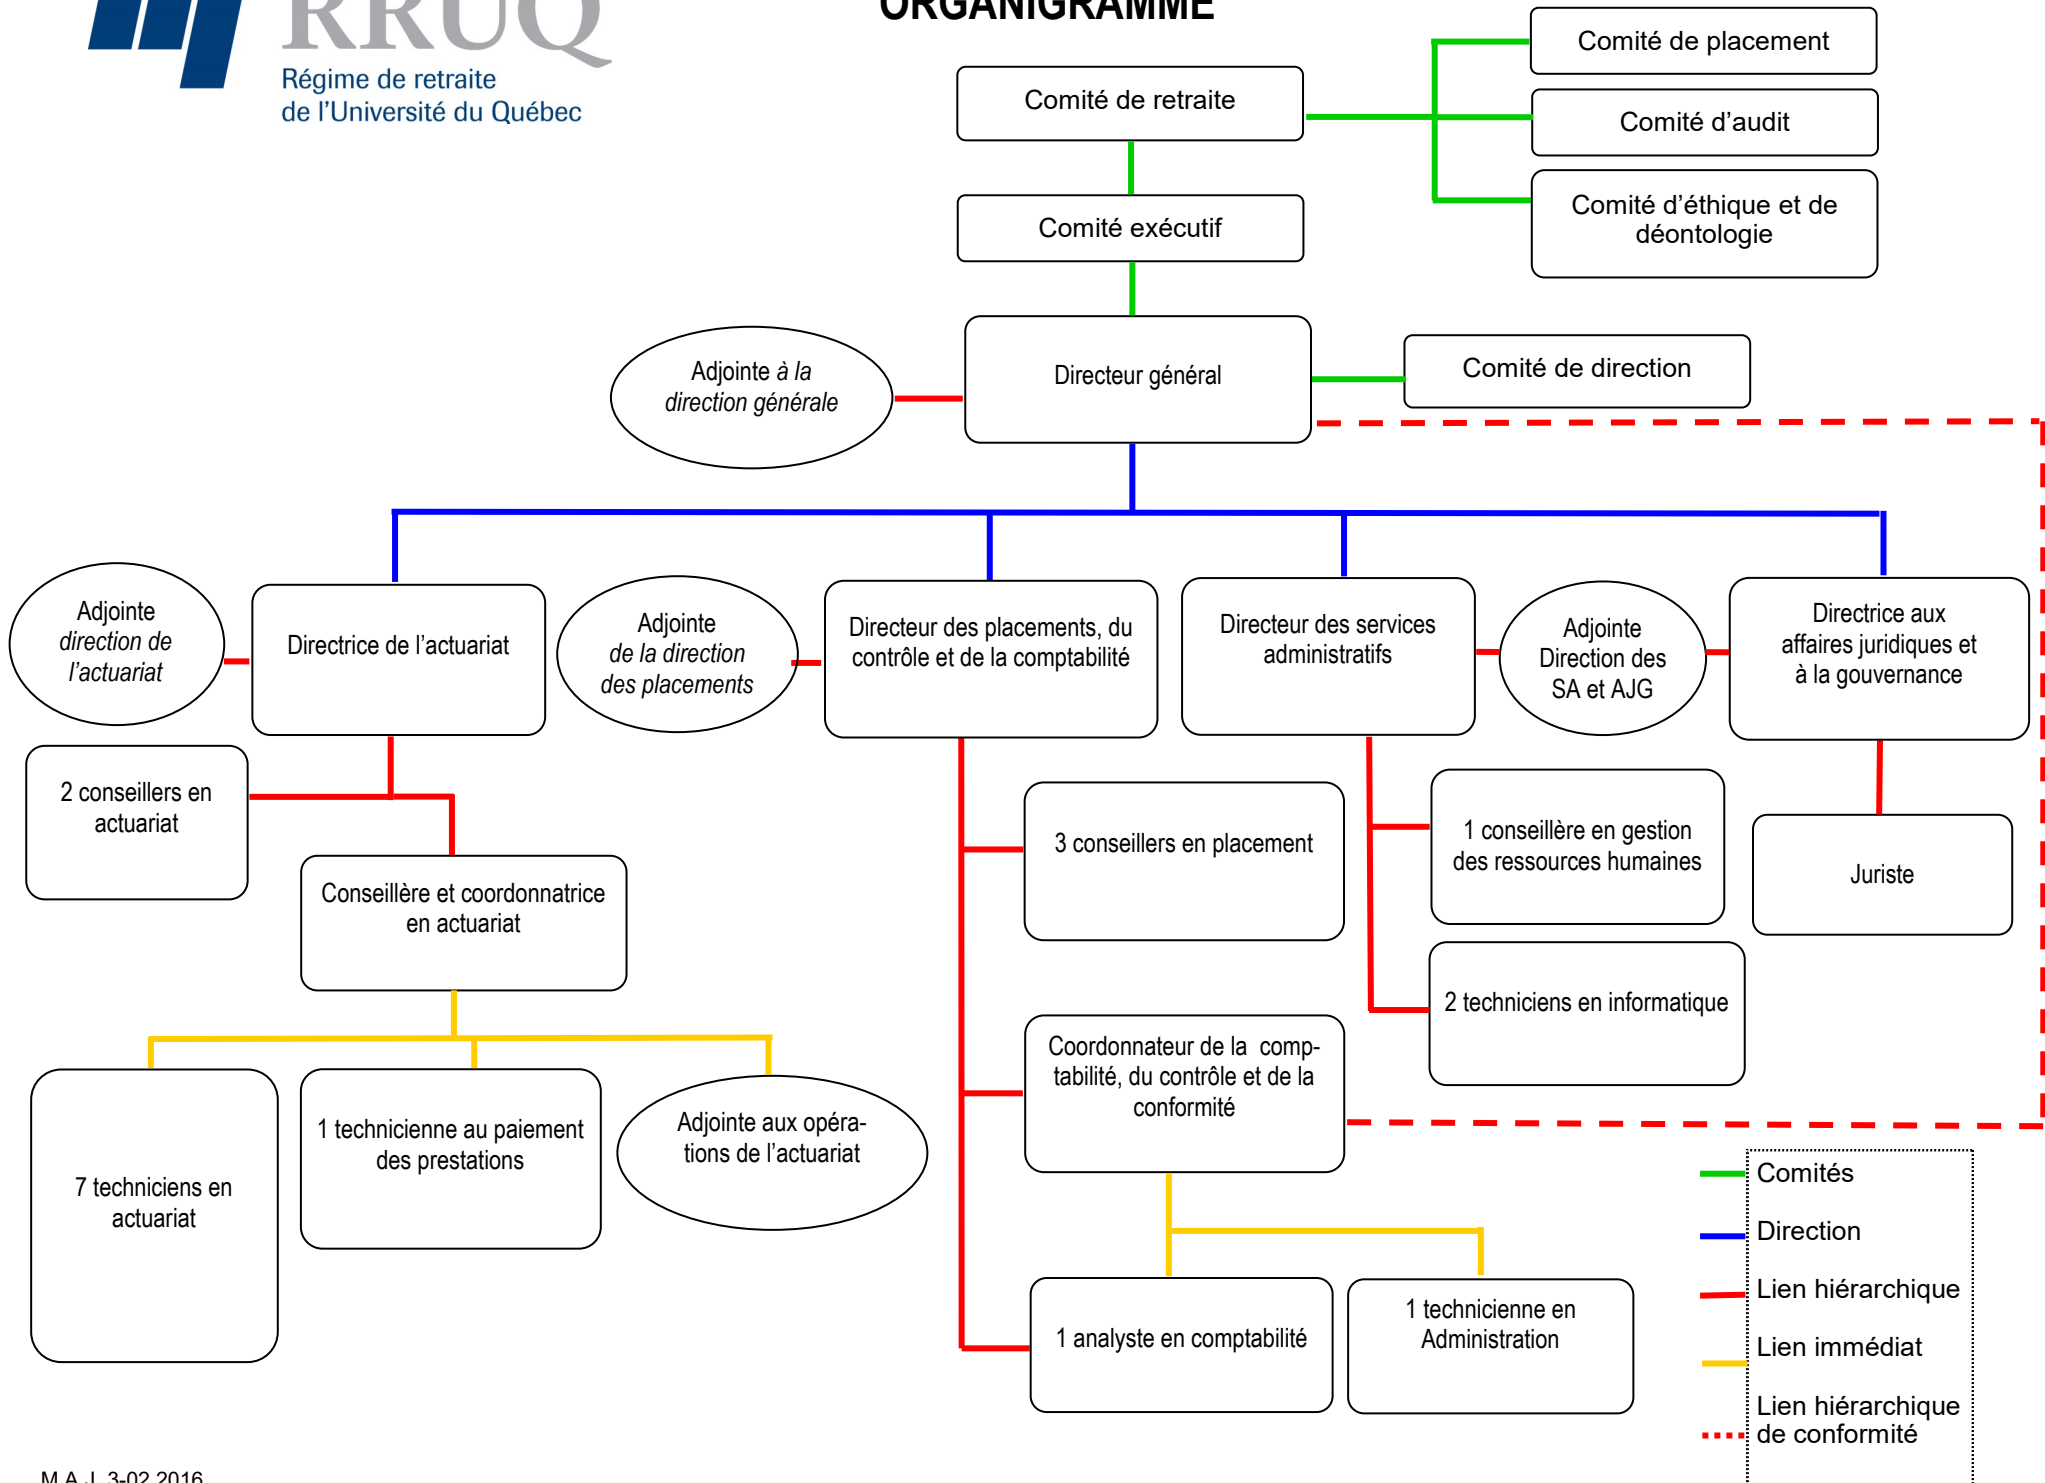 RRUQ
Régime de retraite
de l'Université du Québec
ORGANIGRAMME
Comité de placement
Comité de retraite
Comité d'audit
Comité d'éthique et de
déontologie
Comité exécutif
Adjointe à la
direction générale
Directeur général
Comité de direction
Adjointe
direction de
l'actuariat
Directrice de l'actuariat
Adjointe
de la direction
des placements
Directeur des placements, du
contrôle et de la comptabilité
Directeur des services
administratifs
Adjointe
Direction des
SA et AJG
Directrice aux
affaires juridiques et
à la gouvernance
2 conseillers en
actuariat
Conseillère et coordonnatrice
en actuariat
3 conseillers en placement
1 conseillère en gestion
des ressources humaines
Juriste
2 techniciens en informatique
Coordonnateur de la comp-
tabilité, du contrôle et de la
conformité
7 techniciens en
actuariat
1 technicienne au paiement
des prestations
Adjointe aux opéra-
tions de l'actuariat
1 analyste en comptabilité
1 technicienne en
Administration
Comités
Direction
Lien hiérarchique
Lien immédiat
Lien hiérarchique
de conformité
M.A.J. 3-02 2016